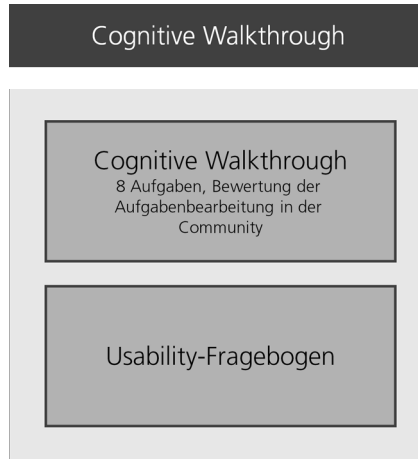 Cognitive Walkthrough
Cognitive Walkthrough
8 Aufgaben, Bewertung der
Aufgabenbearbeitung in der
Community
Usability-Fragebogen